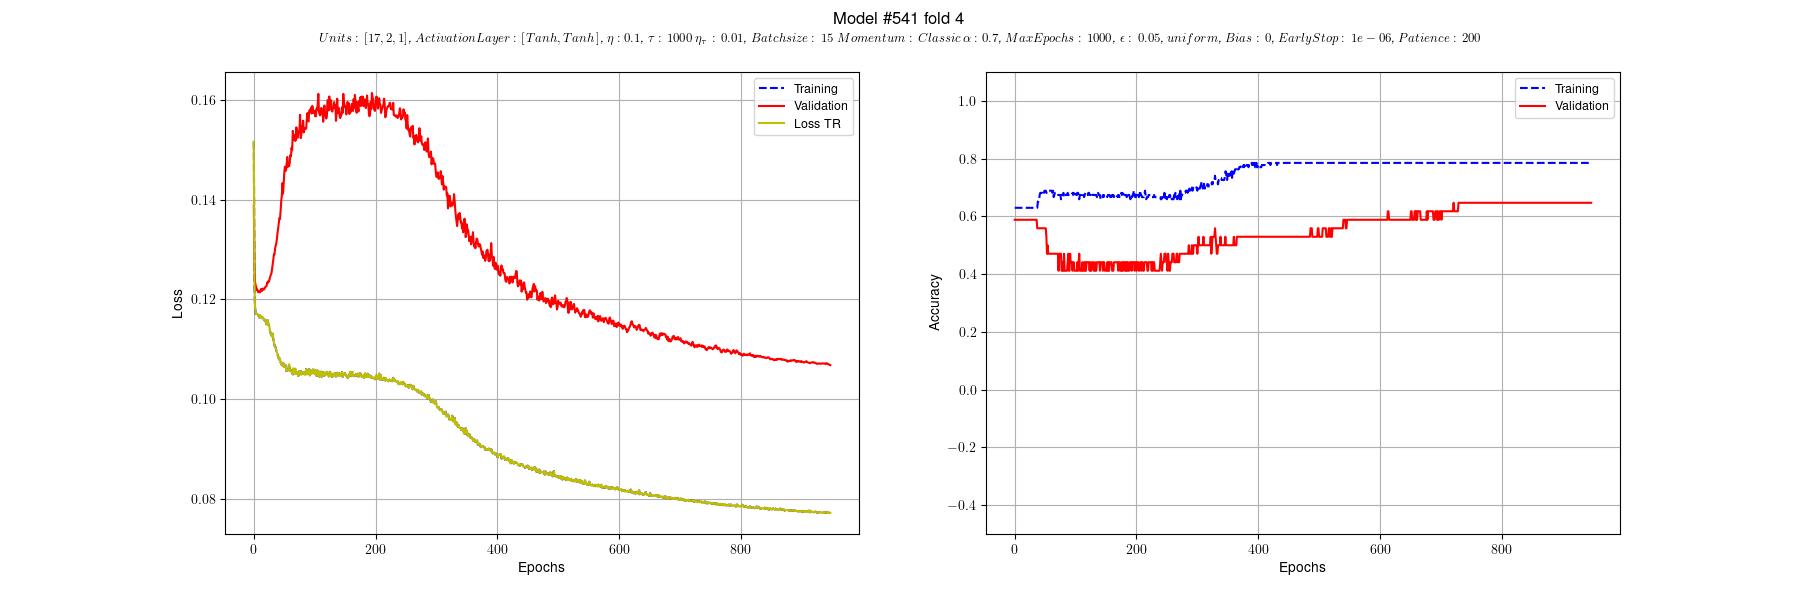 Model #541 fold 4
Units : [17, 2, 1], ActivationLayer : [Tanh, Tanh], η : 0.1, τ : 1000 ητ : 0.01, Batchsize : 15 Momentum : Classic α : 0.7, MaxEpochs : 1000, ϵ : 0.05, uniform, Bias : 0, EarlyStop : 1e − 06, Patience : 200
Training
Validation
Loss TR
0.16
0.14
0.12
0.10
0.08
Loss
0 200 400 600 800
Epochs
Training
Validation
1.0
0.8
0.6
0.4
0.2
0.0
−0.2
−0.4
Accuracy
0 200 400 600 800
Epochs